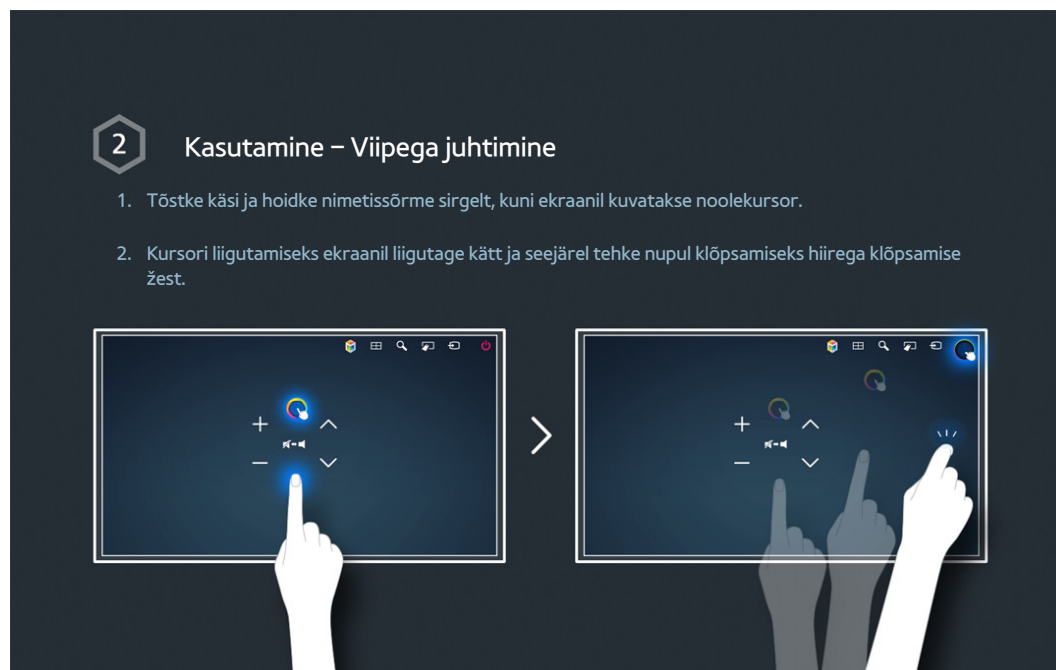 2
Kasutamine – Viipega juhtimine
1. Tõstke käsi ja hoidke nimetissõrme sirgelt, kuni ekraanil kuvatakse noolekursor.
2. Kursori liigutamiseks ekraanil liigutage kätt ja seejärel tehke nupul klõpsamiseks hiirega klõpsamise
žest.